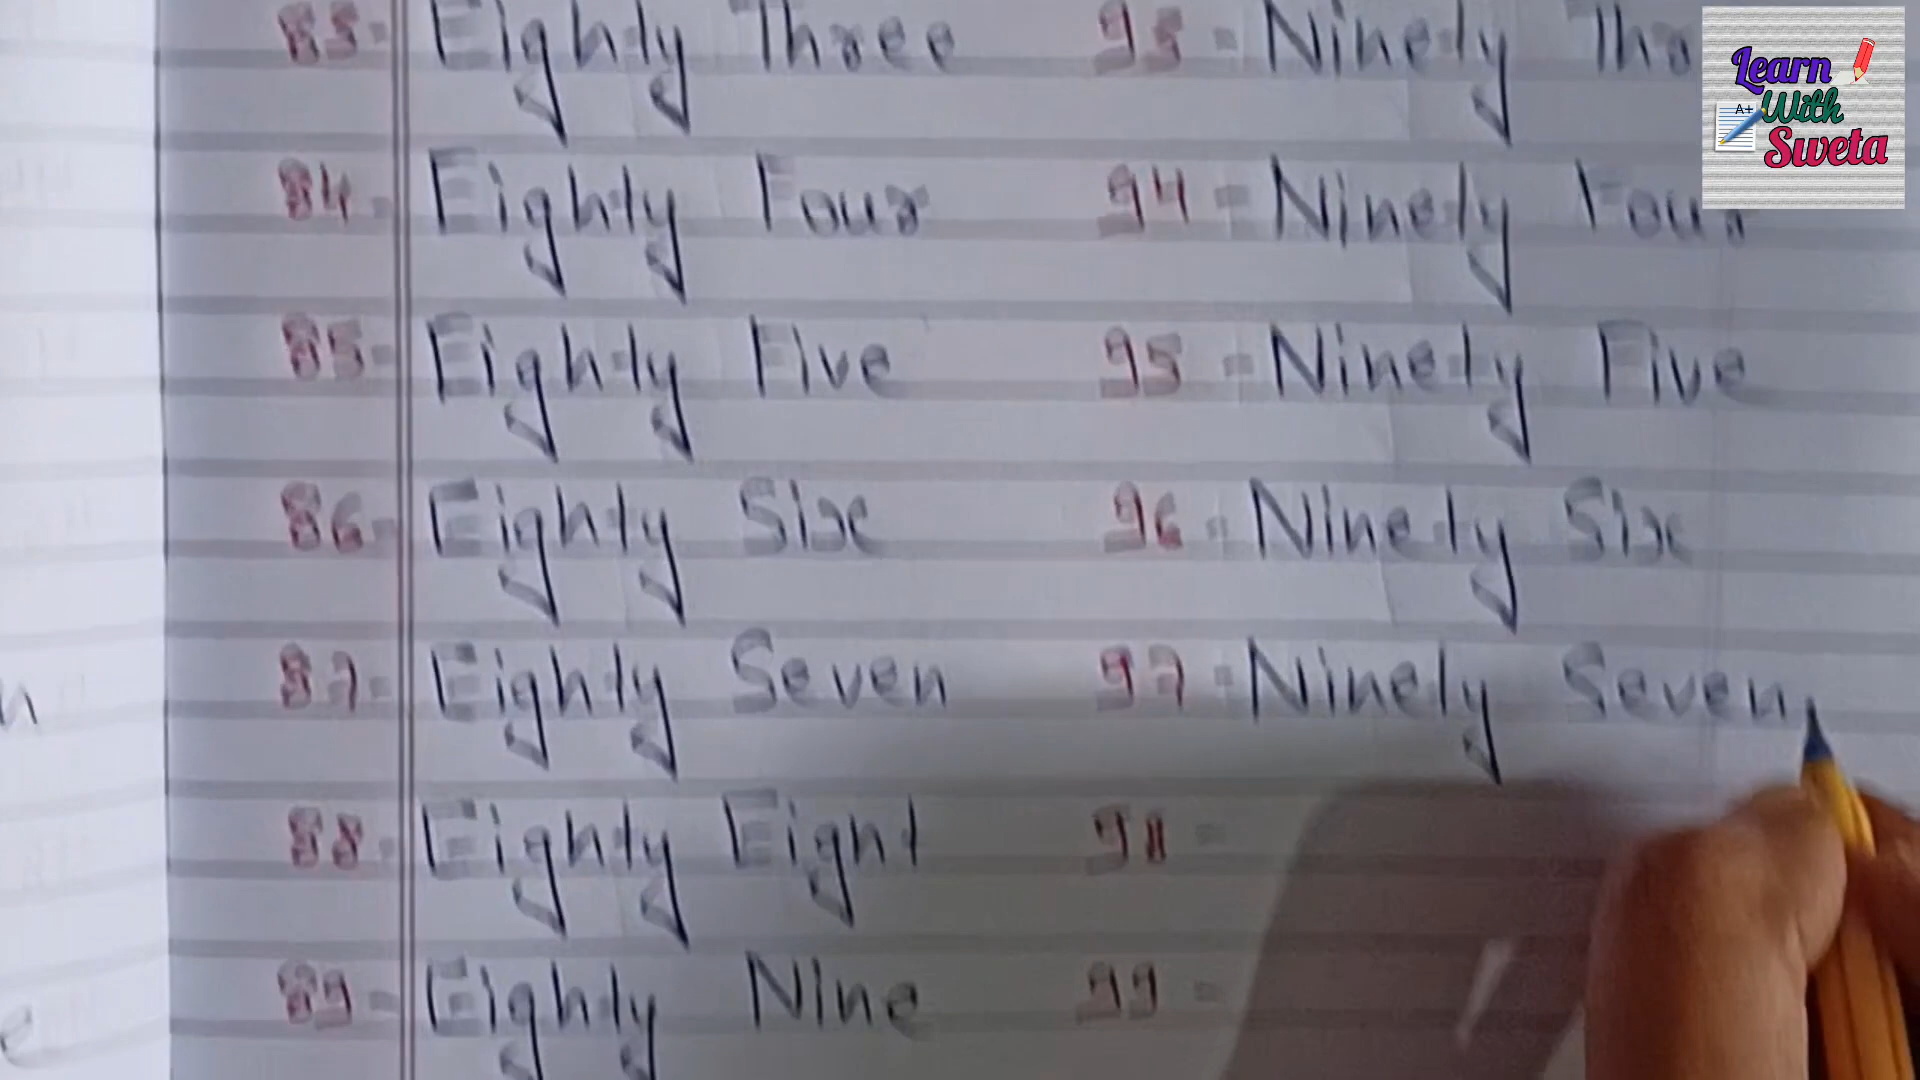 83- Eighty Three 93 = Ninety Thr
84- Eighty Four 94 = Ninety Four
85- Eighty Five 95 = Ninety Five
86- Eighty Six 96 = Ninety Six
87- Eighty Seven 97 = Ninety Seven
88- Eighty Eight 98 =
89- Eighty Nine 99 =
n
e
Learn
A+ With
Sweta